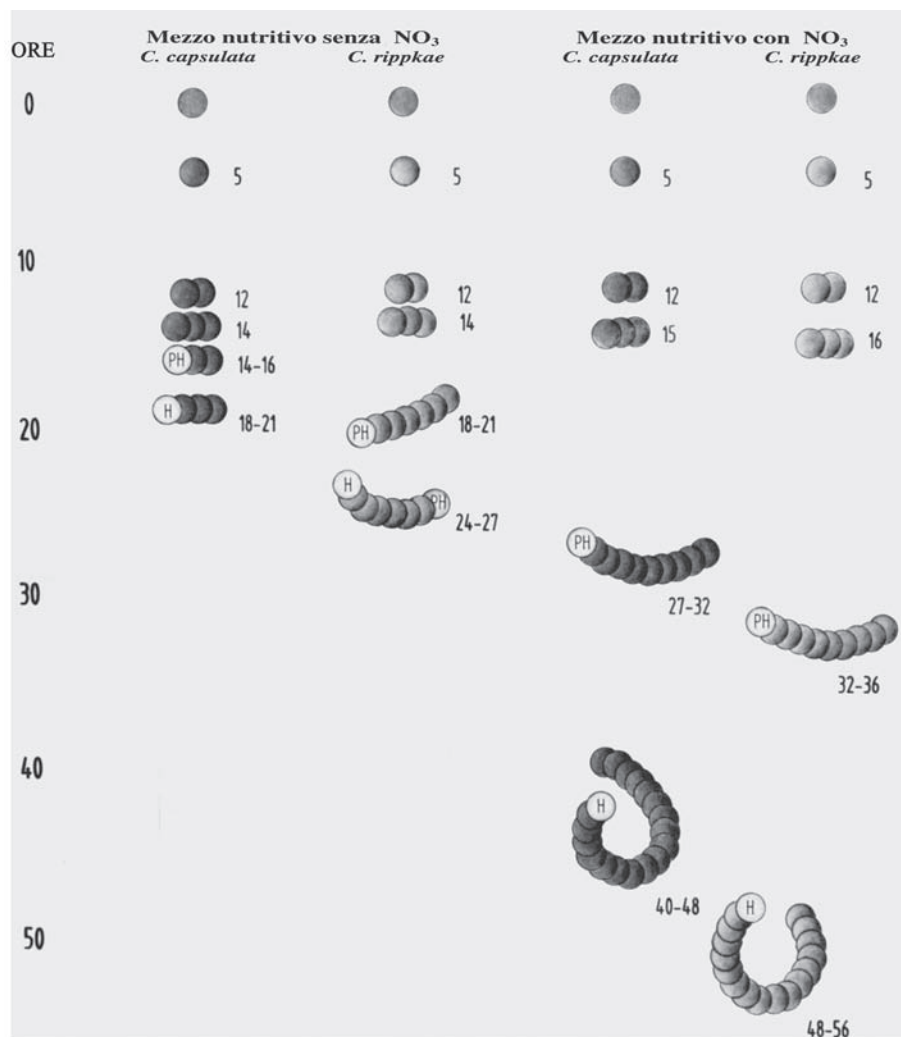 ORE
Mezzo nutritivo senza NO₃ Mezzo nutritivo con NO₃
C. capsulata C. rippkae C. capsulata C. rippkae
0
5 5 5 5
10
12 12 12 12
14 14 15 16
PH 14-16
H 18-21 PH 18-21
20
H PH 24-27
PH 27-32
30
PH 32-36
40
H 40-48
H 48-56
50